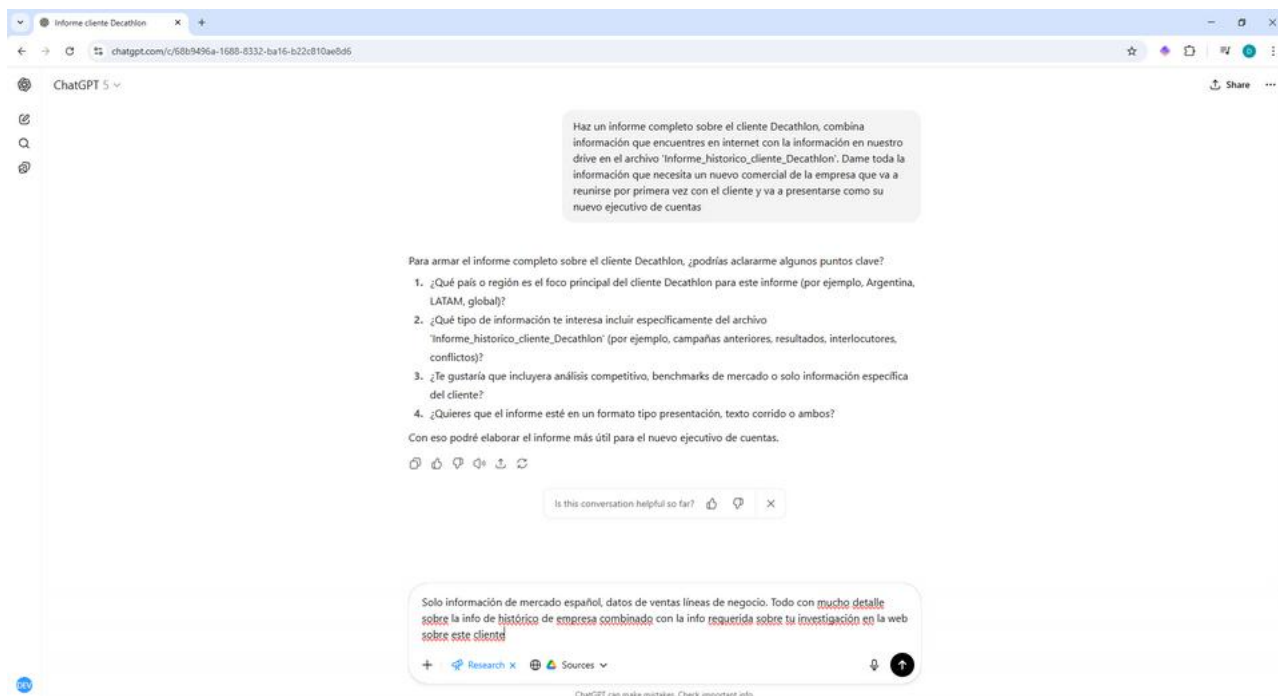 Informe cliente Decathlon
chatgpt.com/c/68b9496a-1688-8332-ba16-b22c810ae8d6
ChatGPT 5
Share
Haz un informe completo sobre el cliente Decathlon, combina
información que encuentres en internet con la información en nuestro
drive en el archivo 'Informe_historico_cliente_Decathlon'. Dame toda la
información que necesita un nuevo comercial de la empresa que va a
reunirse por primera vez con el cliente y va a presentarse como su
nuevo ejecutivo de cuentas
Para armar el informe completo sobre el cliente Decathlon, ¿podrías aclararme algunos puntos clave?
1. ¿Qué país o región es el foco principal del cliente Decathlon para este informe (por ejemplo, Argentina,
LATAM, global)?
2. ¿Qué tipo de información te interesa incluir específicamente del archivo
'Informe_historico_cliente_Decathlon' (por ejemplo, campañas anteriores, resultados, interlocutores,
conflictos)?
3. ¿Te gustaría que incluyera análisis competitivo, benchmarks de mercado o solo información específica
del cliente?
4. ¿Quieres que el informe esté en un formato tipo presentación, texto corrido o ambos?
Con eso podré elaborar el informe más útil para el nuevo ejecutivo de cuentas.
Is this conversation helpful so far?
Solo información de mercado español, datos de ventas líneas de negocio. Todo con mucho detalle
sobre la info de histórico de empresa combinado con la info requerida sobre tu investigación en la web
sobre este cliente
Research
Sources
DEV
ChatGPT can make mistakes. Check important info.